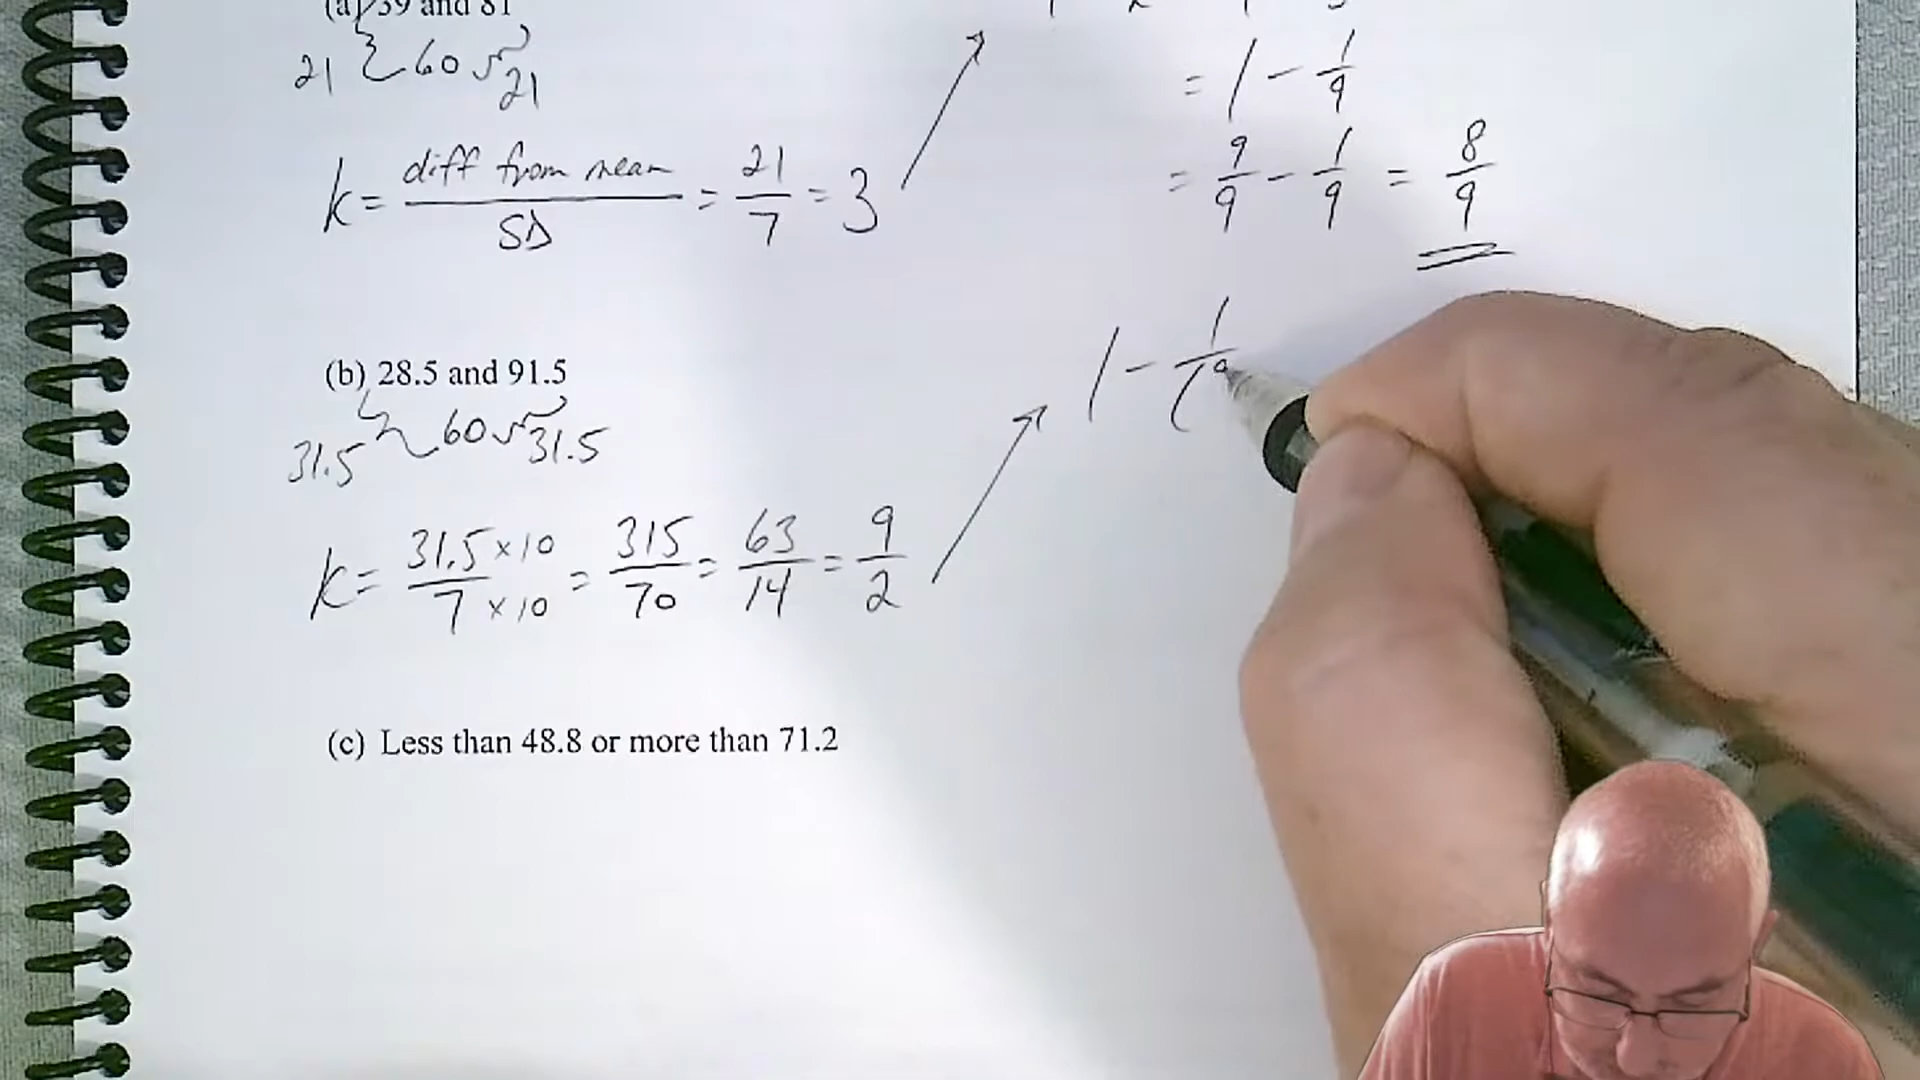 (a) 39 and 81
21 60 21
k = diff from mean / SD = 21/7 = 3
= 1 - 1/9
= 9/9 - 1/9 = 8/9
(b) 28.5 and 91.5
31.5 60 31.5
k = 31.5 × 10 / 7 × 10 = 315/70 = 63/14 = 9/2
1 - 1/(9
(c) Less than 48.8 or more than 71.2